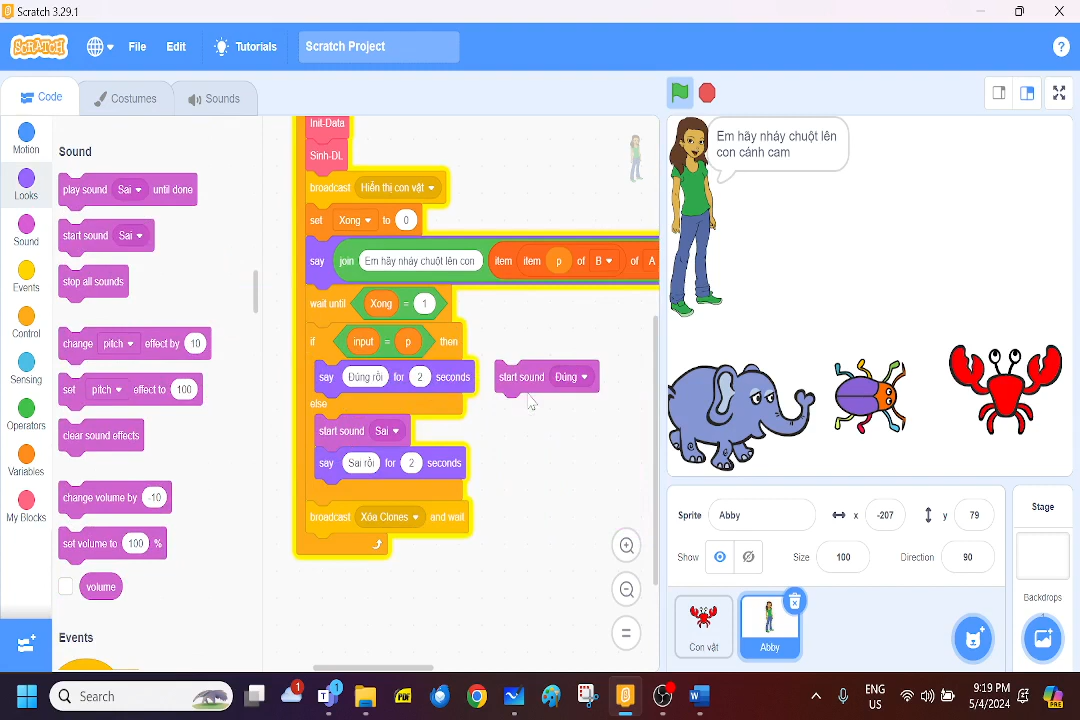 Scratch 3.29.1
SCRATCH File Edit Tutorials Scratch Project ?
Code Costumes Sounds
Motion
Looks
Sound
Events
Control
Sensing
Operators
Variables
My Blocks
Sound
play sound Sai until done
start sound Sai
stop all sounds
change pitch effect by 10
set pitch effect to 100
clear sound effects
change volume by -10
set volume to 100 %
volume
Events
Init-Data
Sinh-DL
broadcast Hiển thị con vật
set Xong to 0
say join Em hãy nháy chuột lên con item item p of B of A
wait until Xong = 1
if input = p then
say Đúng rồi for 2 seconds
start sound Đúng
else
start sound Sai
say Sai rồi for 2 seconds
broadcast Xóa Clones and wait
Em hãy nháy chuột lên
con cánh cam
Sprite Abby x -207 y 79
Show Size 100 Direction 90
Con vật
Abby
Stage
Backdrops
Search
1
1
PDF
W
ENG
US
9:19 PM
5/4/2024
PRE